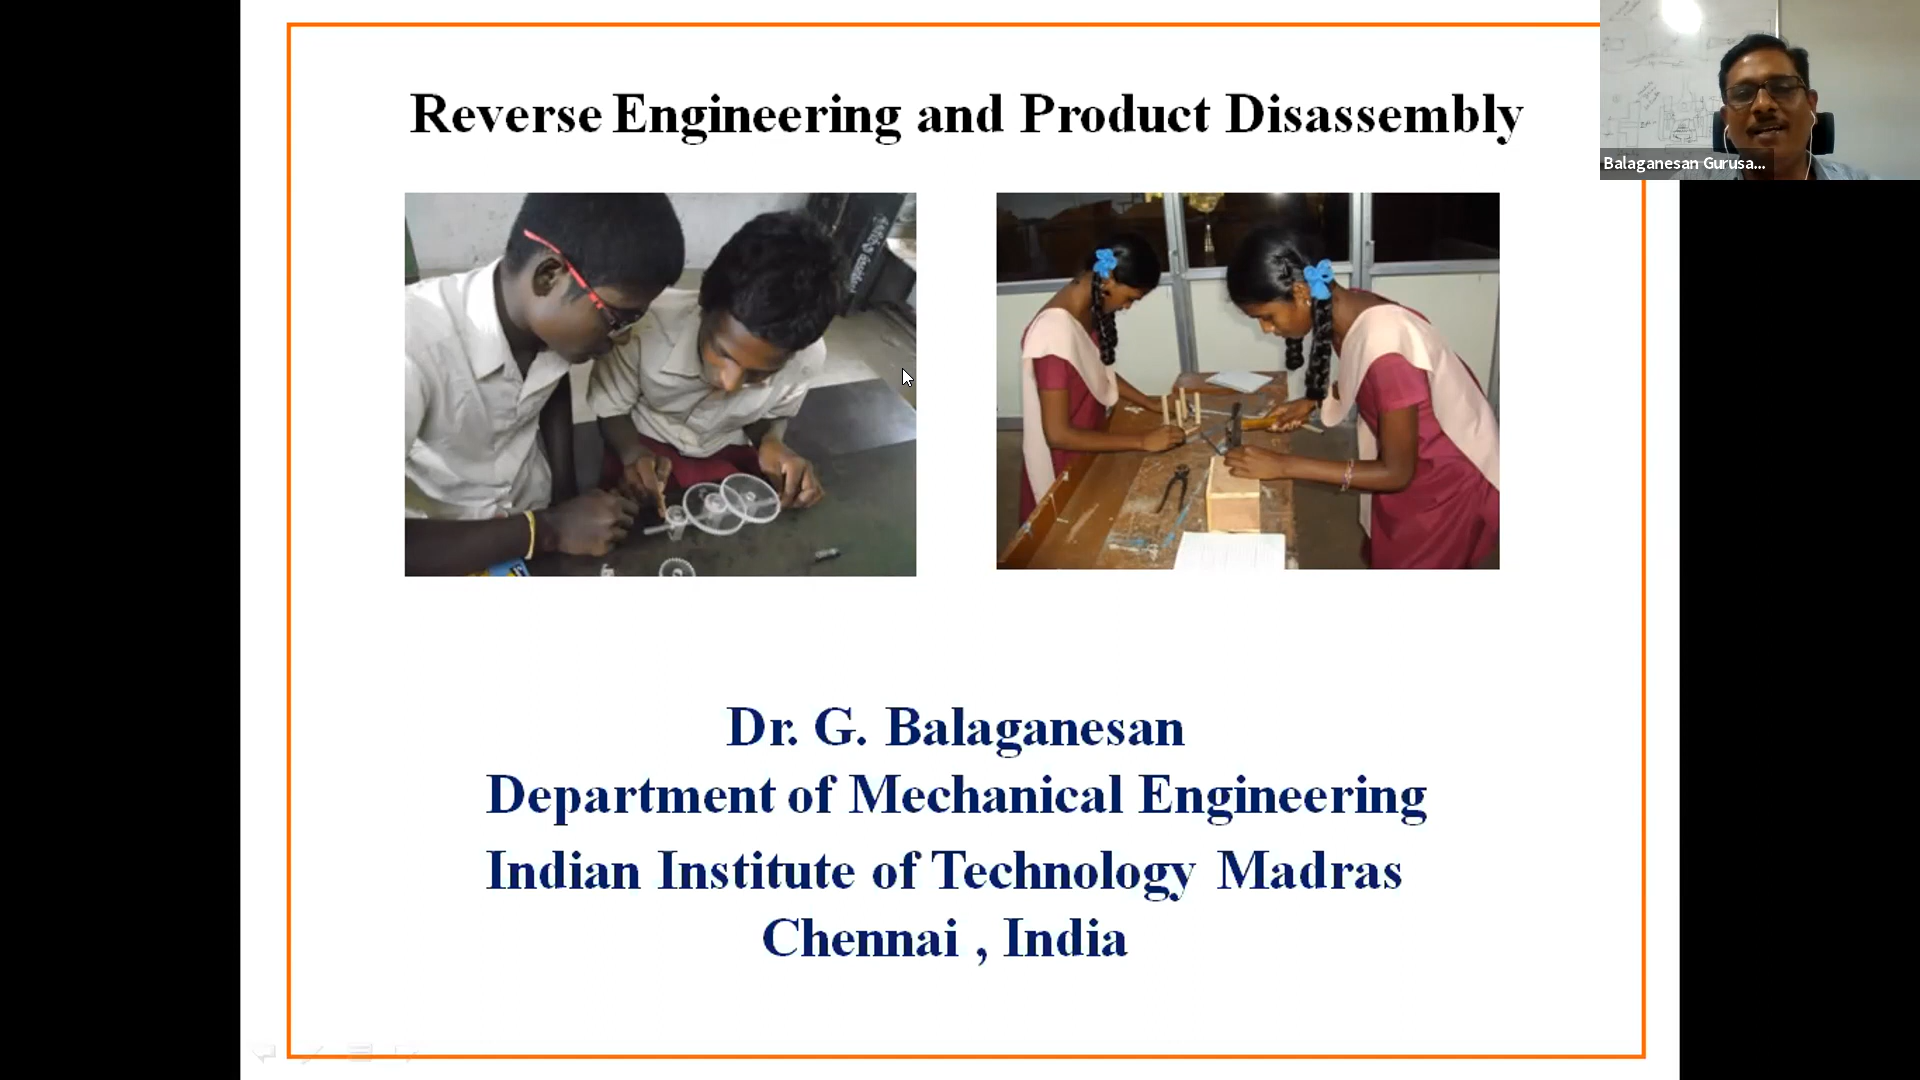 Reverse Engineering and Product Disassembly
Balaganesan Gurusa...
Dr. G. Balaganesan
Department of Mechanical Engineering
Indian Institute of Technology Madras
Chennai , India